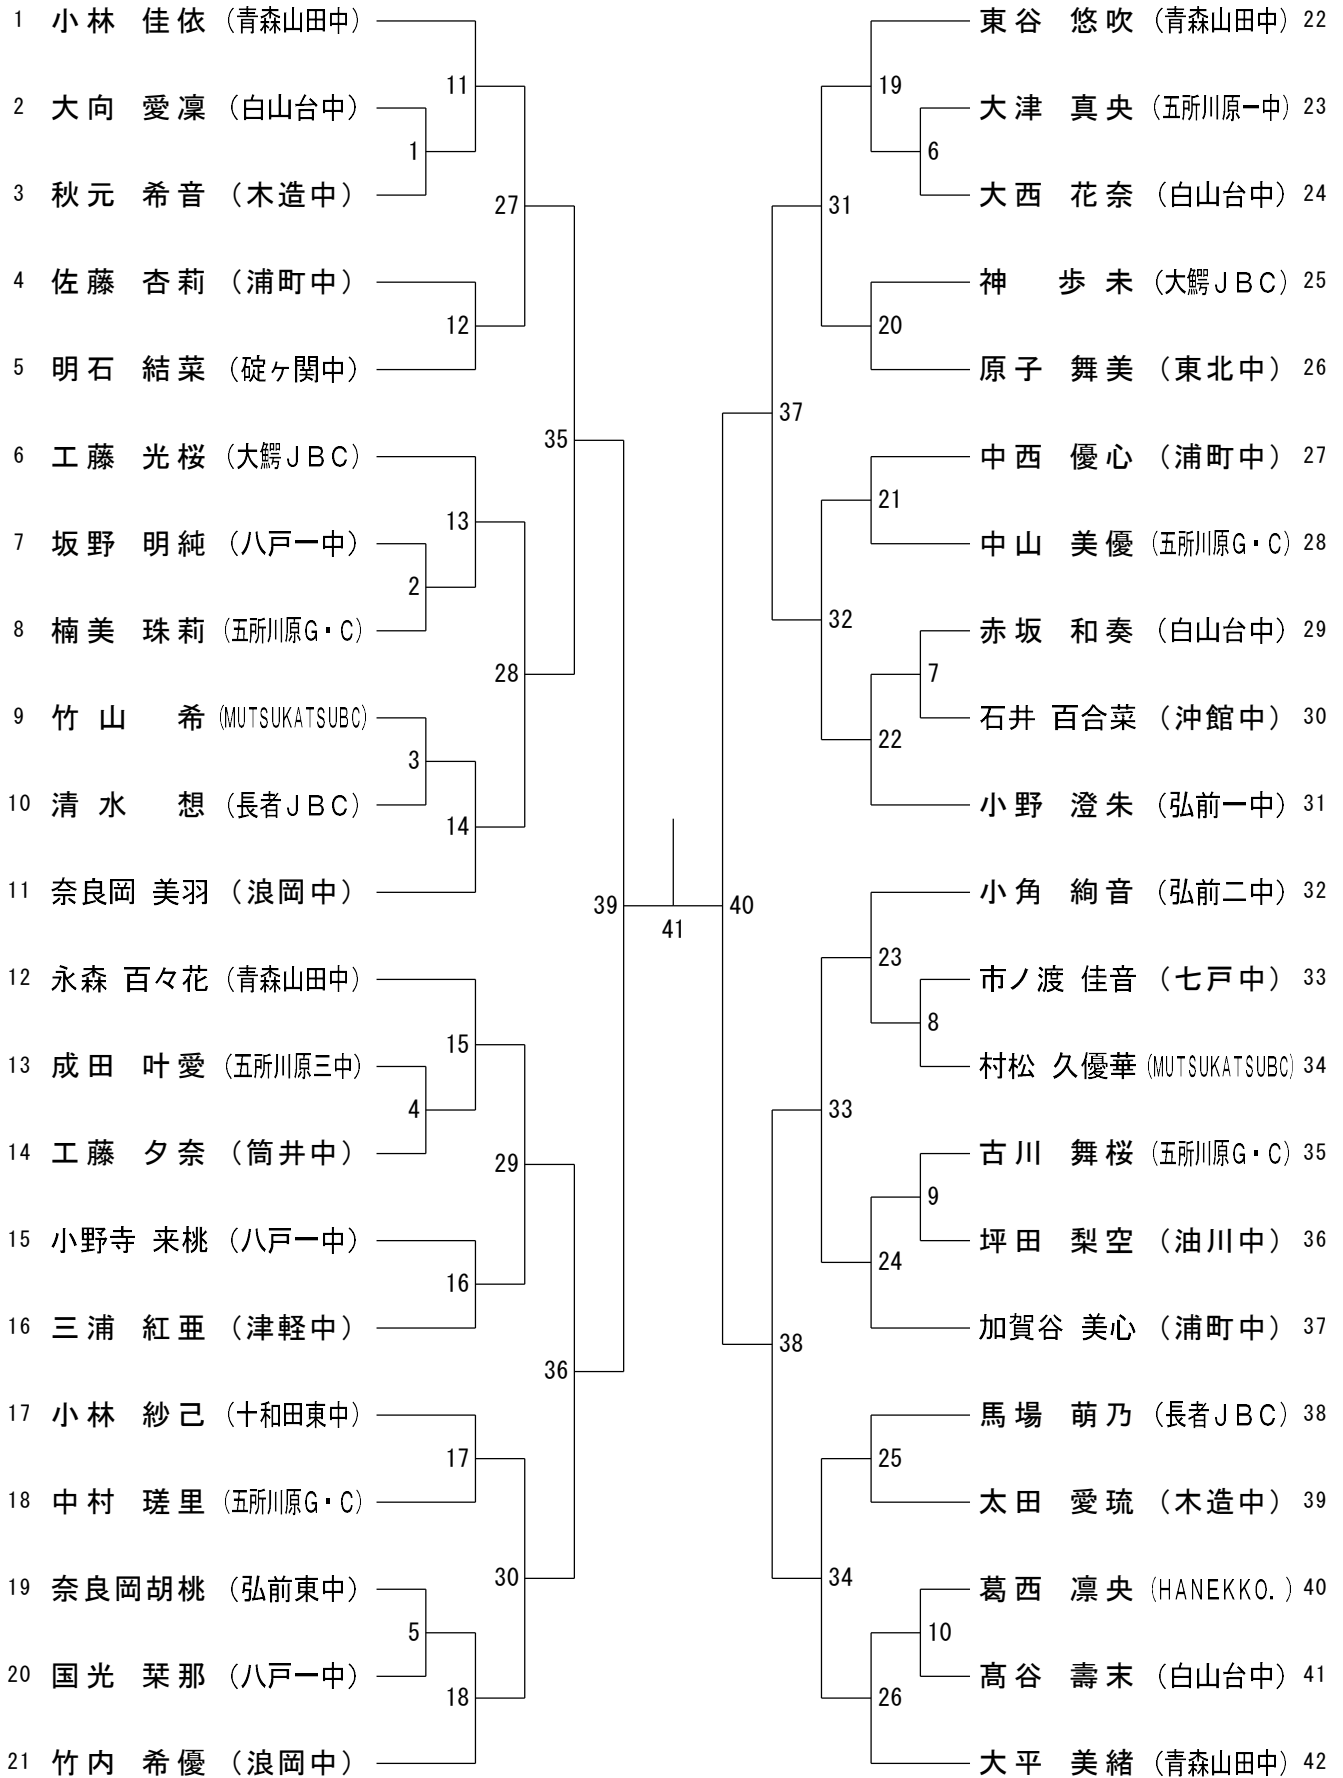 1 小林 佳依 (青森山田中)
2 大向 愛凜 (白山台中)
3 秋元 希音 (木造中)
4 佐藤 杏莉 (浦町中)
5 明石 結菜 (碇ヶ関中)
6 工藤 光桜 (大鰐ＪＢＣ)
7 坂野 明純 (八戸一中)
8 楠美 珠莉 (五所川原G・C)
9 竹山 希 (MUTSUKATSUBC)
10 清水 想 (長者ＪＢＣ)
11 奈良岡 美羽 (浪岡中)
12 永森 百々花 (青森山田中)
13 成田 叶愛 (五所川原三中)
14 工藤 夕奈 (筒井中)
15 小野寺 来桃 (八戸一中)
16 三浦 紅亜 (津軽中)
17 小林 紗己 (十和田東中)
18 中村 瑳里 (五所川原G・C)
19 奈良岡胡桃 (弘前東中)
20 国光 栞那 (八戸一中)
21 竹内 希優 (浪岡中)
11
1
27
12
35
13
2
28
3
14
39
15
4
29
16
36
17
30
5
18
41
40
19
6
31
20
37
21
32
7
22
23
8
33
9
24
38
25
34
10
26
東谷 悠吹 (青森山田中) 22
大津 真央 (五所川原一中) 23
大西 花奈 (白山台中) 24
神 歩未 (大鰐ＪＢＣ) 25
原子 舞美 (東北中) 26
中西 優心 (浦町中) 27
中山 美優 (五所川原G・C) 28
赤坂 和奏 (白山台中) 29
石井 百合菜 (沖館中) 30
小野 澄朱 (弘前一中) 31
小角 絢音 (弘前二中) 32
市ノ渡 佳音 (七戸中) 33
村松 久優華 (MUTSUKATSUBC) 34
古川 舞桜 (五所川原G・C) 35
坪田 梨空 (油川中) 36
加賀谷 美心 (浦町中) 37
馬場 萌乃 (長者ＪＢＣ) 38
太田 愛琉 (木造中) 39
葛西 凛央 (HANEKKO.) 40
髙谷 壽末 (白山台中) 41
大平 美緒 (青森山田中) 42